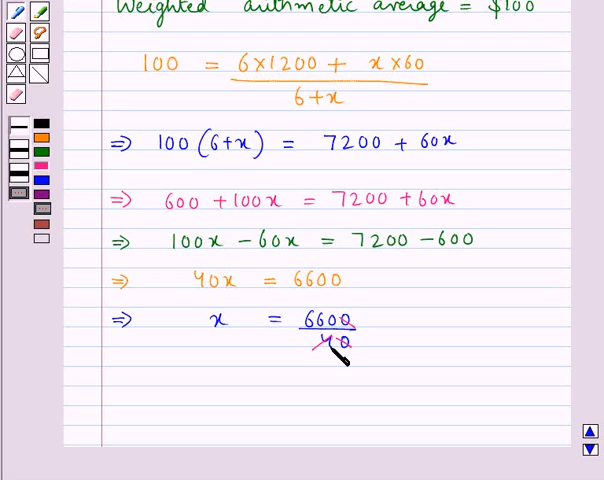 Weighted arithmetic average = $100
100 = 6×1200 + x×60 / 6+x
⇒ 100 (6+x) = 7200 + 60x
⇒ 600 + 100x = 7200 + 60x
⇒ 100x - 60x = 7200 - 600
⇒ 40x = 6600
⇒ x = 6600 / 40